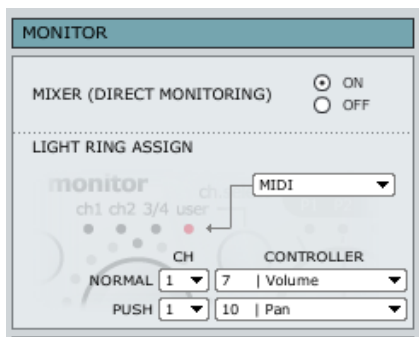 MONITOR
MIXER (DIRECT MONITORING)
ON
OFF
LIGHT RING ASSIGN
monitor
MIDI
ch1 ch2 3/4 user
CH CONTROLLER
NORMAL 1 7 | Volume
PUSH 1 10 | Pan